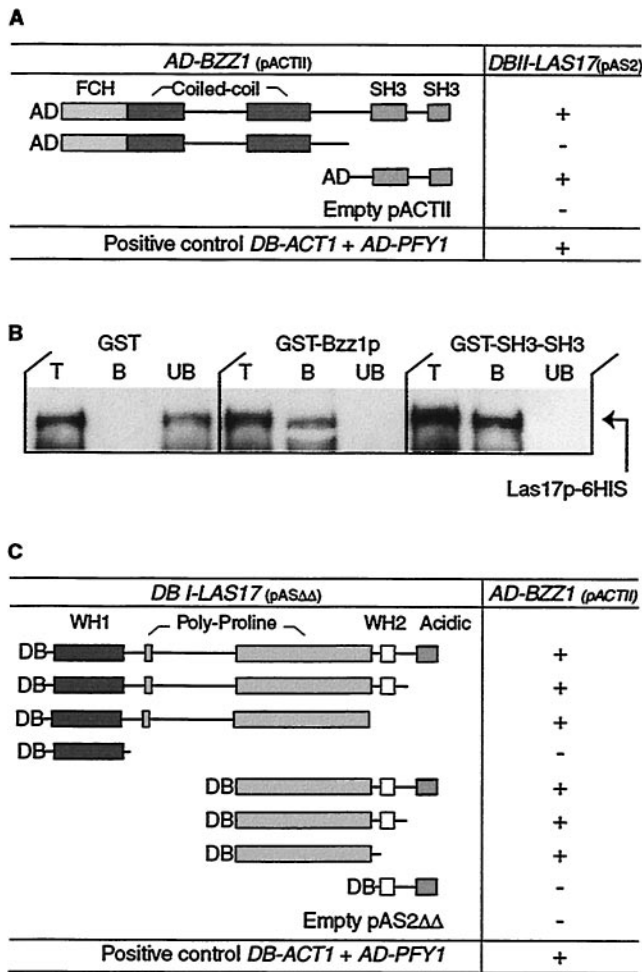 A
AD-BZZ1 (pACTII) DBII-LAS17(pAS2)
FCH Coiled-coil SH3 SH3
AD +
AD -
AD +
Empty pACTII -
Positive control DB-ACT1 + AD-PFY1 +
B
GST GST-Bzz1p GST-SH3-SH3
T B UB T B UB T B UB
Las17p-6HIS
C
DB I-LAS17 (pASΔΔ) AD-BZZ1 (pACTII)
WH1 Poly-Proline WH2 Acidic
DB +
DB +
DB +
DB -
DB +
DB +
DB +
DB -
Empty pAS2ΔΔ -
Positive control DB-ACT1 + AD-PFY1 +